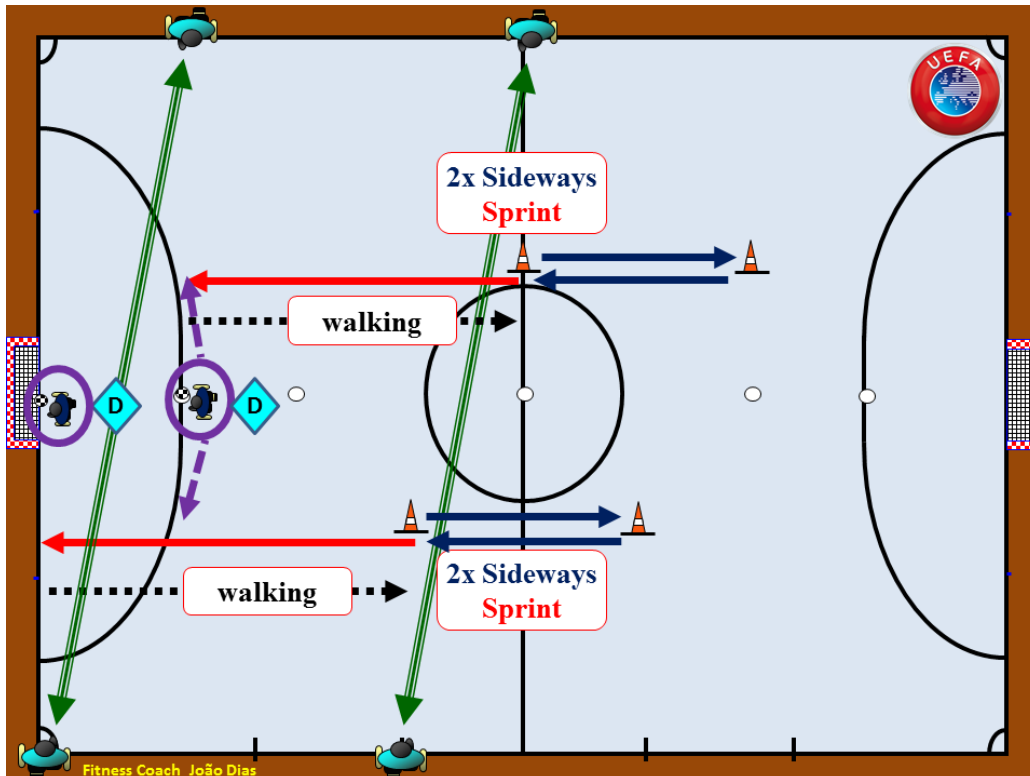 UEFA
2x Sideways
Sprint
walking
D
D
2x Sideways
Sprint
walking
Fitness Coach João Dias